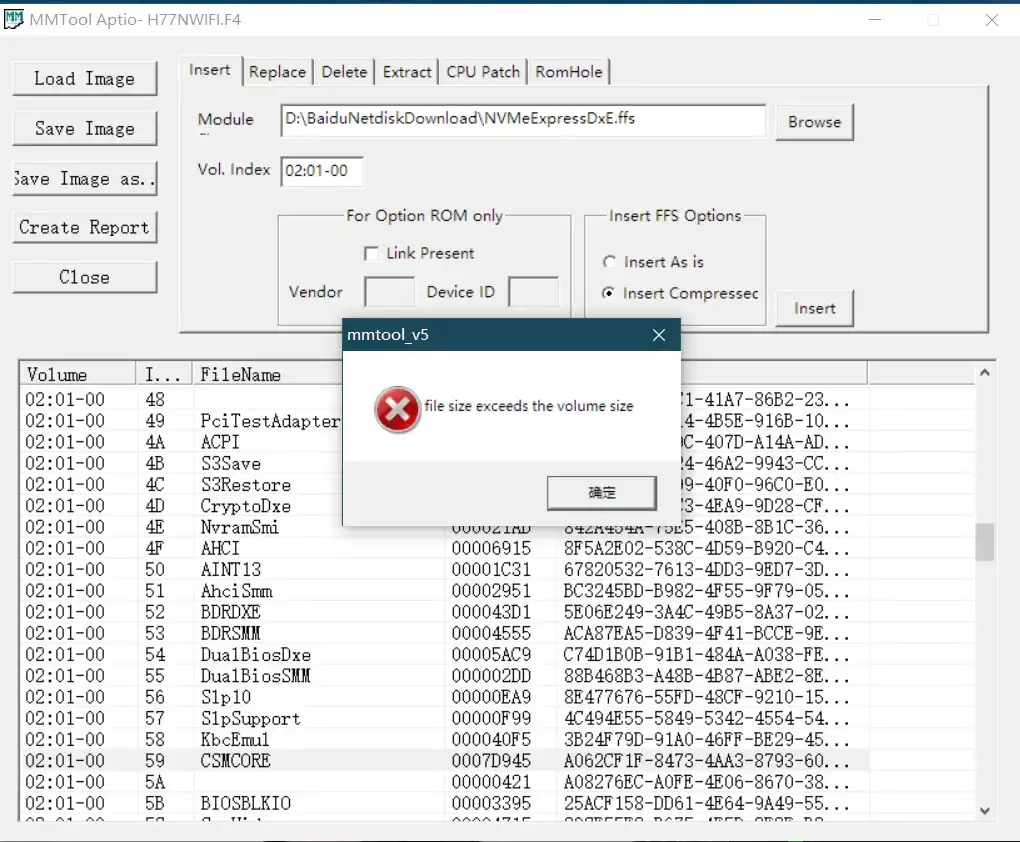 MMTool Aptio- H77NWIFI.F4
Load Image
Save Image
Save Image as..
Create Report
Close
Insert Replace Delete Extract CPU Patch RomHole
Module
D:\BaiduNetdiskDownload\NVMeExpressDxE.ffs
Browse
Vol. Index
02:01-00
For Option ROM only
Link Present
Vendor
Device ID
Insert FFS Options
Insert As is
Insert Compressec
Insert
mmtool_v5
file size exceeds the volume size
确定
Volume I... FileName
02:01-00 48 C1-41A7-86B2-23...
02:01-00 49 PciTestAdapter 14-4B5E-916B-10...
02:01-00 4A ACPI 0C-407D-A14A-AD...
02:01-00 4B S3Save 24-46A2-9943-CC...
02:01-00 4C S3Restore 99-40F0-96C0-E0...
02:01-00 4D CryptoDxe C3-4EA9-9D28-CF...
02:01-00 4E NvramSmi 000021AD 842A454A-75E5-408B-8B1C-36...
02:01-00 4F AHCI 00006915 8F5A2E02-538C-4D59-B920-C4...
02:01-00 50 AINT13 00001C31 67820532-7613-4DD3-9ED7-3D...
02:01-00 51 AhciSmm 00002951 BC3245BD-B982-4F55-9F79-05...
02:01-00 52 BDRDXE 000043D1 5E06E249-3A4C-49B5-8A37-02...
02:01-00 53 BDRSMM 00004555 ACA87EA5-D839-4F41-BCCE-9E...
02:01-00 54 DualBiosDxe 00005AC9 C74D1B0B-91B1-484A-A038-FE...
02:01-00 55 DualBiosSMM 000002DD 88B468B3-A48B-4B87-ABE2-8E...
02:01-00 56 Slp10 00000EA9 8E477676-55FD-48CF-9210-15...
02:01-00 57 SlpSupport 00000F99 4C494E55-5849-5342-4554-54...
02:01-00 58 KbcEmul 000040F5 3B24F79D-91A0-46FF-BE29-45...
02:01-00 59 CSMCORE 0007D945 A062CF1F-8473-4AA3-8793-60...
02:01-00 5A 00000421 A08276EC-A0FE-4E06-8670-38...
02:01-00 5B BIOSBLKIO 00003395 25ACF158-DD61-4E64-9A49-55...